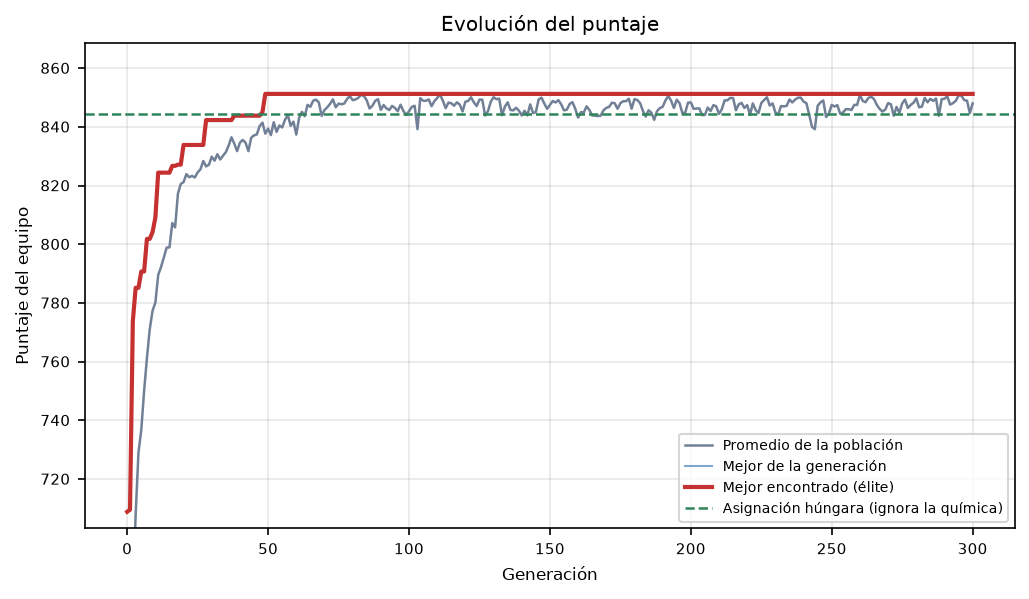 Evolución del puntaje
Puntaje del equipo
860
840
820
800
780
760
740
720
0
50
100
150
200
250
300
Generación
Promedio de la población
Mejor de la generación
Mejor encontrado (élite)
Asignación húngara (ignora la química)